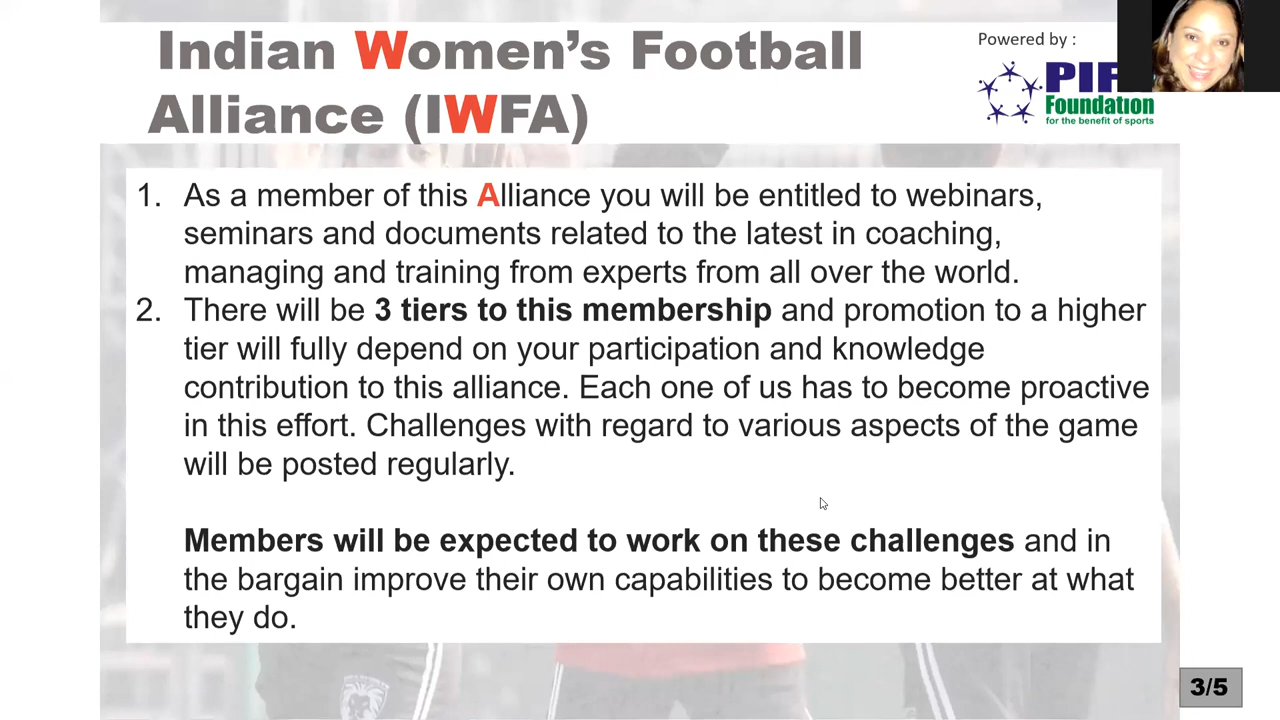 Indian Women's Football
Alliance (IWFA)
Powered by :
Foundation
for the benefit of sports
1. As a member of this Alliance you will be entitled to webinars,
seminars and documents related to the latest in coaching,
managing and training from experts from all over the world.
2. There will be 3 tiers to this membership and promotion to a higher
tier will fully depend on your participation and knowledge
contribution to this alliance. Each one of us has to become proactive
in this effort. Challenges with regard to various aspects of the game
will be posted regularly.
Members will be expected to work on these challenges and in
the bargain improve their own capabilities to become better at what
they do.
3/5